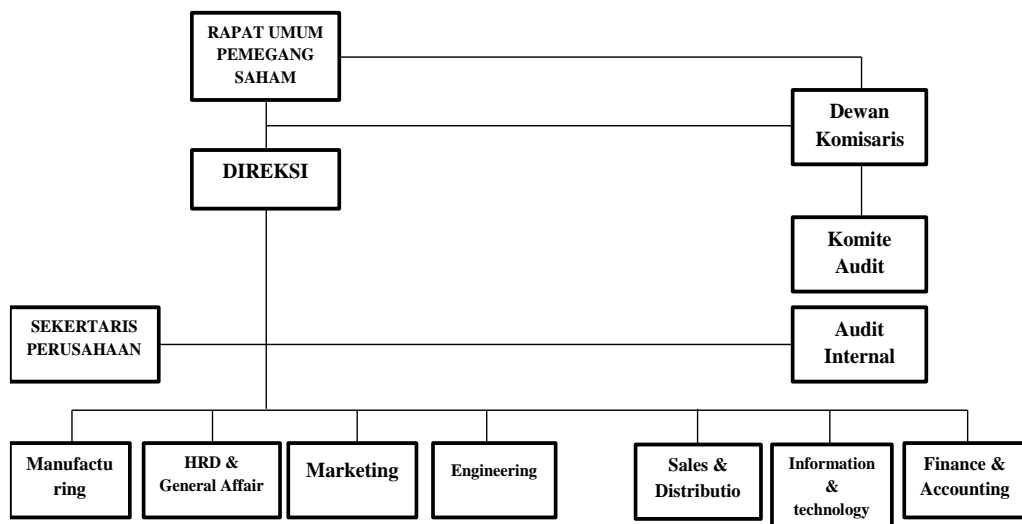 RAPAT UMUM
PEMEGANG
SAHAM
Dewan
Komisaris
DIREKSI
Komite
Audit
SEKERTARIS
PERUSAHAAN
Audit
Internal
Manufactu
ring
HRD &
General Affair
Marketing
Engineering
Sales &
Distributio
Information
&
technology
Finance &
Accounting